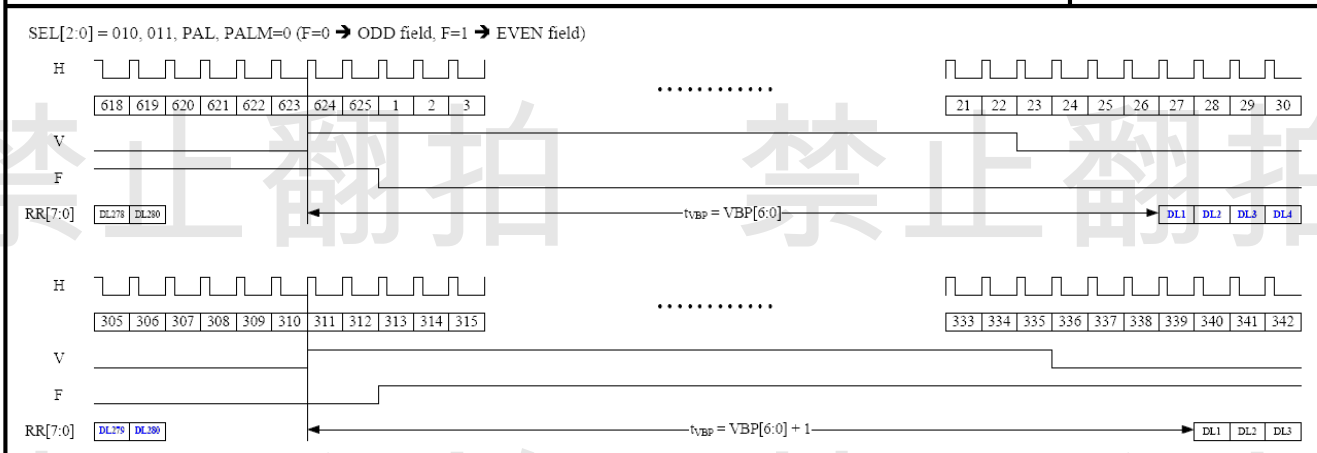 SEL[2:0] = 010, 011, PAL, PALM=0 (F=0 ➔ ODD field, F=1 ➔ EVEN field)
H
618 619 620 621 622 623 624 625 1 2 3 ............ 21 22 23 24 25 26 27 28 29 30
V
F
RR[7:0] DL278 DL280 tVBP = VBP[6:0] DL1 DL2 DL3 DL4
H
305 306 307 308 309 310 311 312 313 314 315 ............ 333 334 335 336 337 338 339 340 341 342
V
F
RR[7:0] DL279 DL280 tVBP = VBP[6:0] + 1 DL1 DL2 DL3
禁止翻拍 禁止翻拍